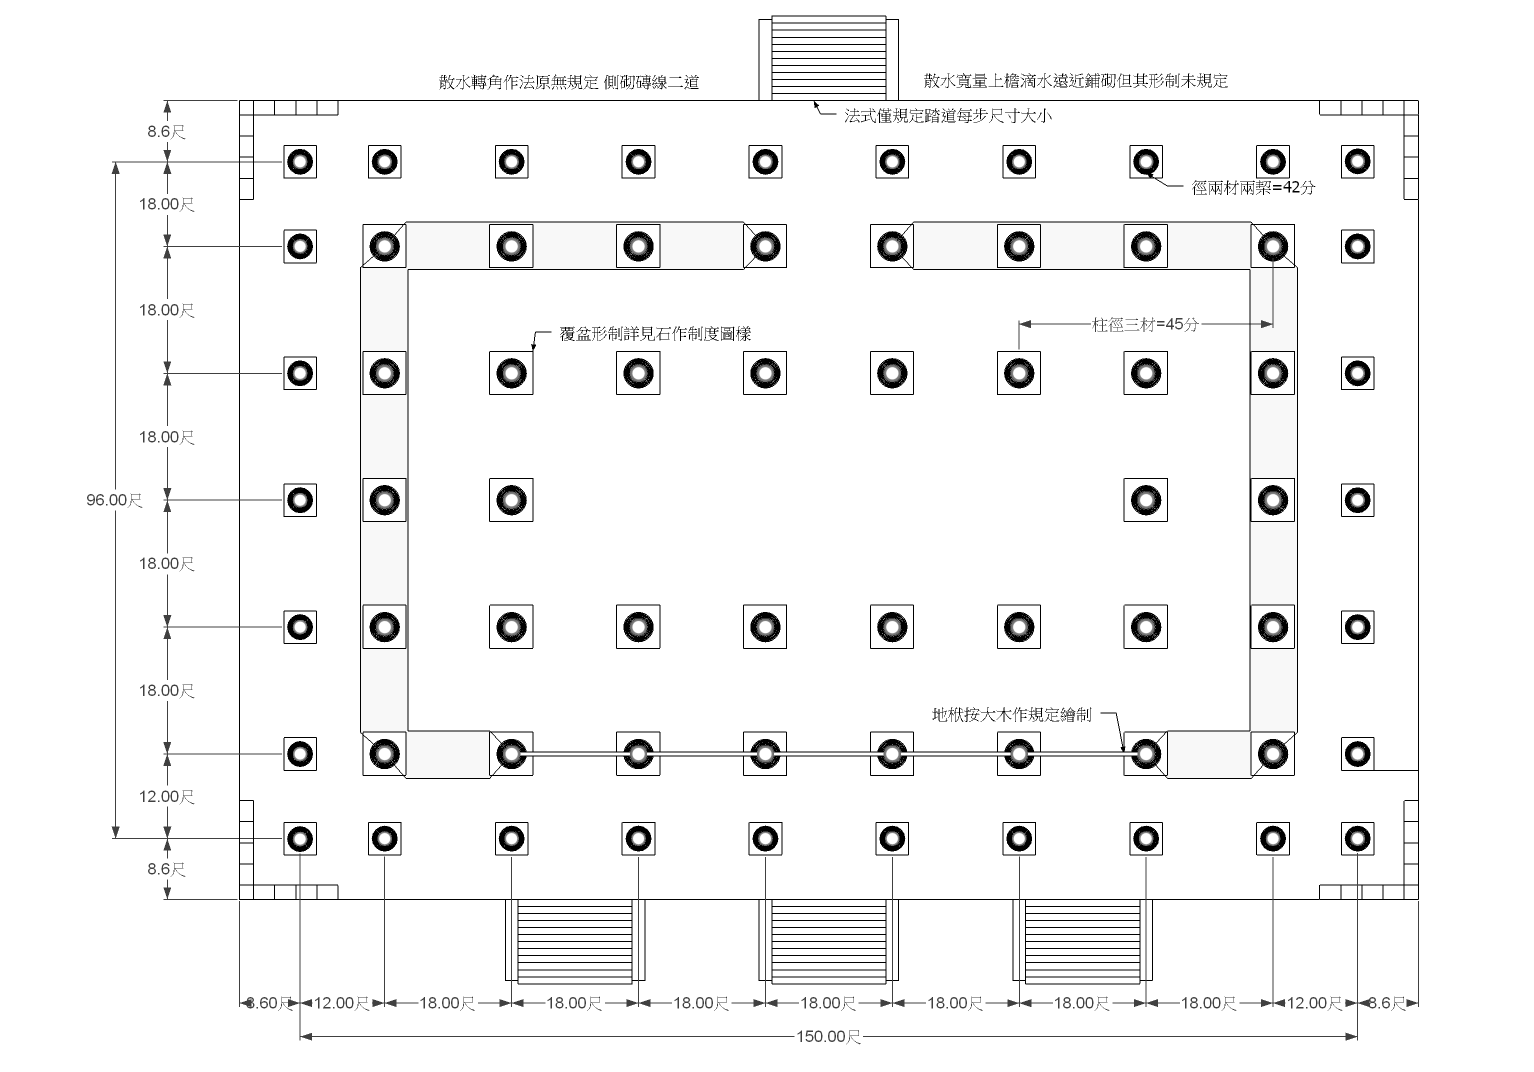 散水轉角作法原無規定 側砌磚線二道
散水寬量上檐滴水遠近鋪砌但其形制未規定
法式僅規定踏道每步尺寸大小
8.6尺
徑兩材兩栔=42分
18.00尺
18.00尺
柱徑三材=45分
覆盆形制詳見石作制度圖樣
18.00尺
96.00尺
18.00尺
18.00尺
地栿按大木作規定繪制
12.00尺
8.6尺
8.60尺
12.00尺
18.00尺
18.00尺
18.00尺
18.00尺
18.00尺
18.00尺
18.00尺
12.00尺
8.6尺
150.00尺